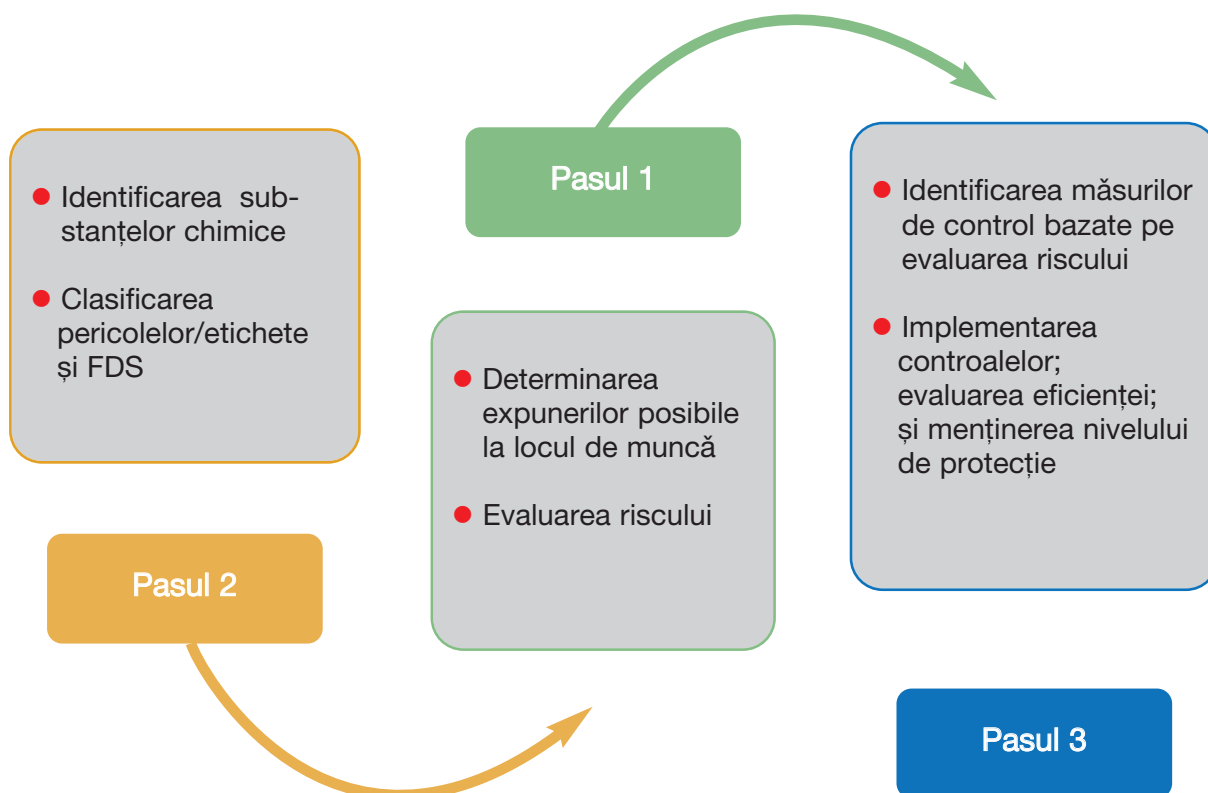 Identificarea sub-
stanțelor chimice
Clasificarea
pericolelor/etichete
și FDS
Pasul 2
Pasul 1
Determinarea
expunerilor posibile
la locul de muncă
Evaluarea riscului
Identificarea măsurilor
de control bazate pe
evaluarea riscului
Implementarea
controalelor;
evaluarea eficienței;
și menținerea nivelului
de protecție
Pasul 3